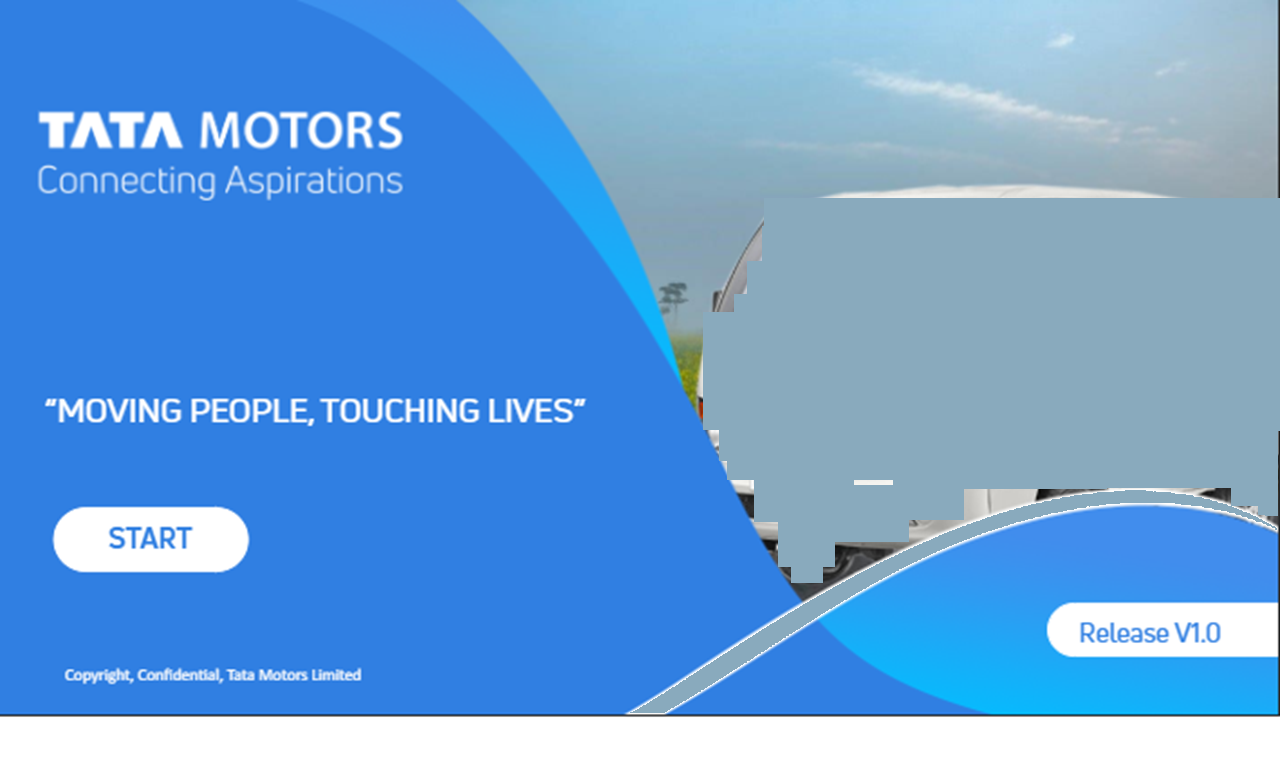 TATA MOTORS
Connecting Aspirations
“MOVING PEOPLE, TOUCHING LIVES”
START
Release V1.0
Copyright, Confidential, Tata Motors Limited